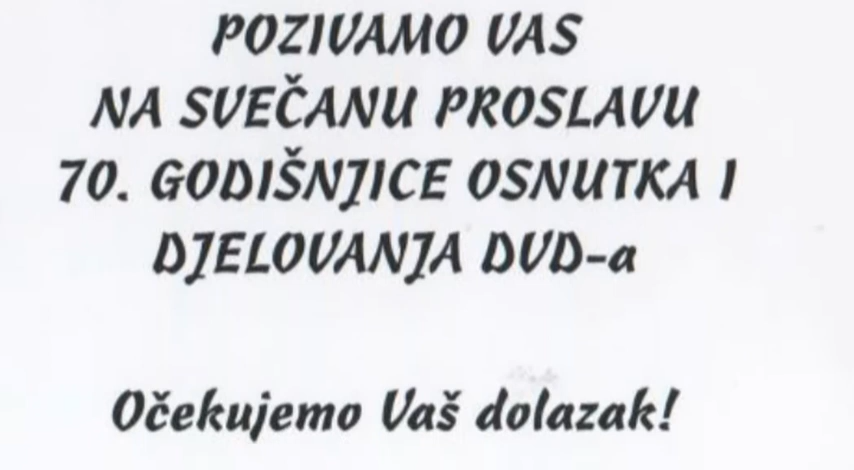 POZIVAMO VAS
NA SVEČANU PROSLAVU
70. GODIŠNJICE OSNUTKA I
DJELOVANJA DVD-a
Očekujemo Vaš dolazak!